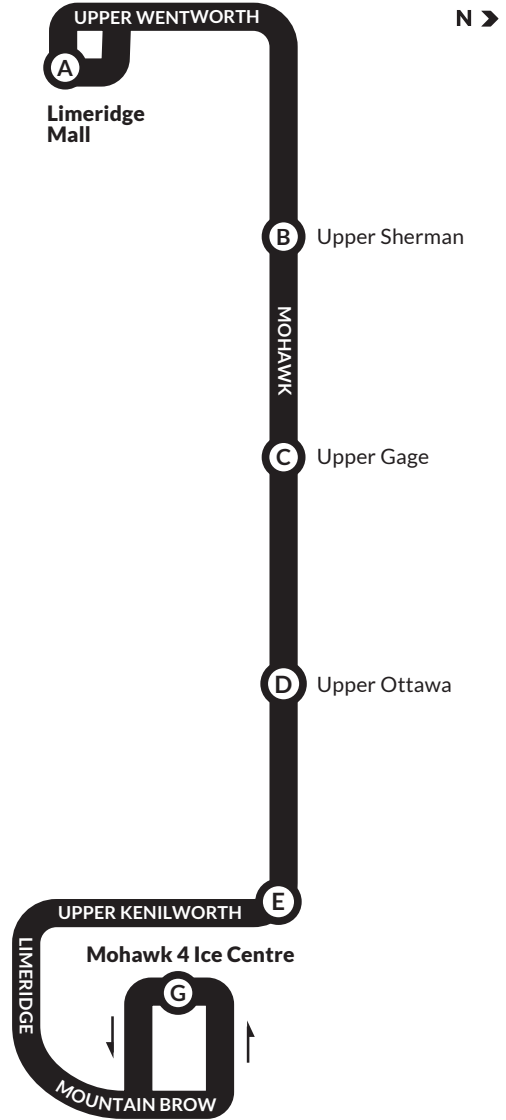 UPPER WENTWORTH
N
A
Limeridge
Mall
B
Upper Sherman
MOHAWK
C
Upper Gage
D
Upper Ottawa
E
UPPER KENILWORTH
LIMERIDGE
Mohawk 4 Ice Centre
G
MOUNTAIN BROW